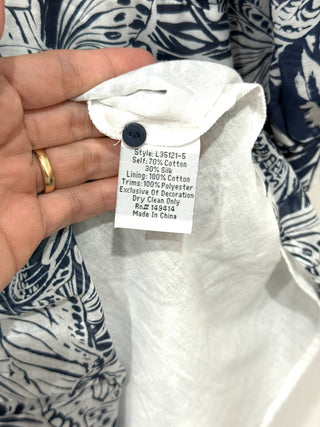 Style: L35121-5
Self: 70% Cotton
30% Silk
Lining: 100% Cotton
Trims: 100% Polyester
Exclusive Of Decoration
Dry Clean Only
Rn# 149414
Made In China